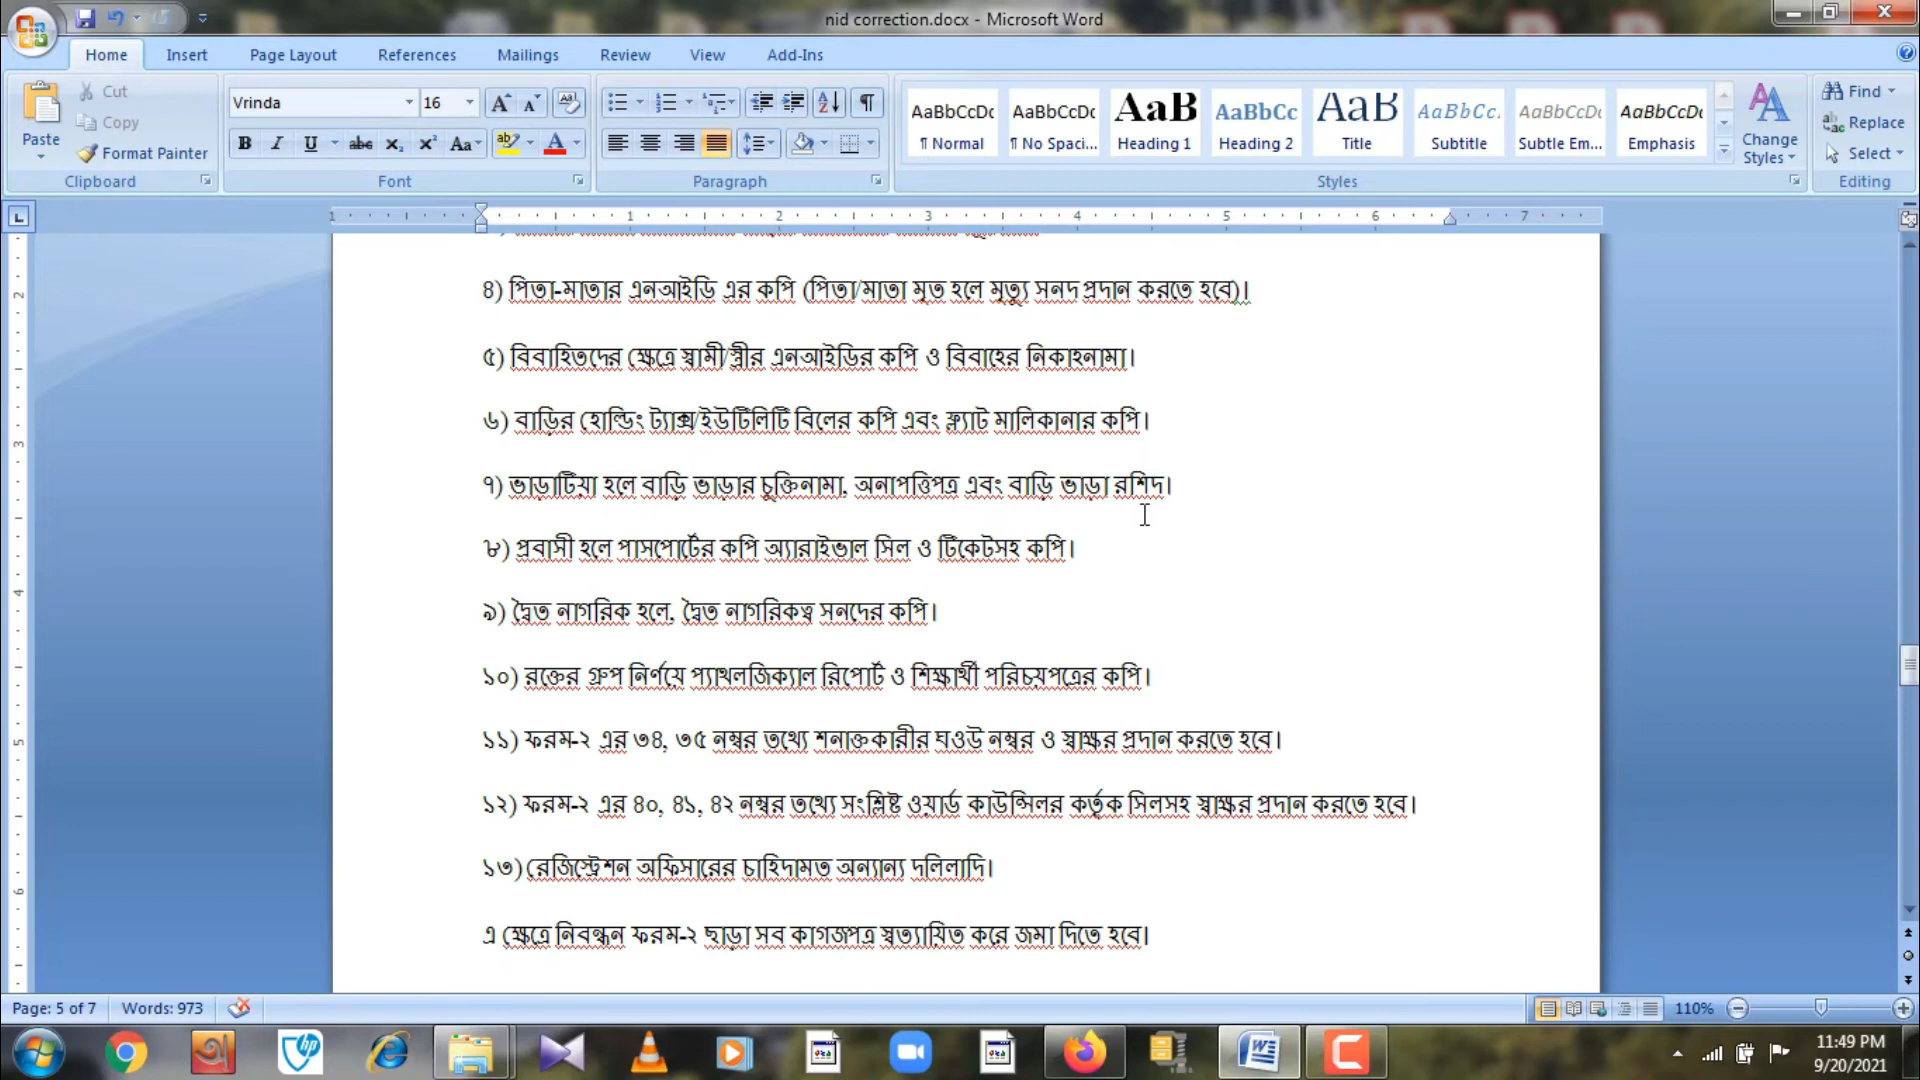 nid correction.docx - Microsoft Word
Home Insert Page Layout References Mailings Review View Add-Ins
Paste
Cut
Copy
Format Painter
Clipboard
Vrinda 16
Font
Paragraph
AaBbCcDc AaBbCcDc AaB AaBbCc AaB AaBbCc. AaBbCcDc AaBbCcDc
¶ Normal ¶ No Spaci... Heading 1 Heading 2 Title Subtitle Subtle Em... Emphasis
Change Styles
Styles
Find
Replace
Select
Editing
৪) পিতা-মাতার এনআইডি এর কপি (পিতা/মাতা মৃত হলে মৃত্যু সনদ প্রদান করতে হবে)।
৫) বিবাহিতদের ক্ষেত্রে স্বামী/স্ত্রীর এনআইডির কপি ও বিবাহের নিকাহনামা।
৬) বাড়ির হোল্ডিং ট্যাক্স/ইউটিলিটি বিলের কপি এবং ফ্ল্যাট মালিকানার কপি।
৭) ভাড়াটিয়া হলে বাড়ি ভাড়ার চুক্তিনামা, অনাপত্তিপত্র এবং বাড়ি ভাড়া রশিদ।
৮) প্রবাসী হলে পাসপোর্টের কপি অ্যারাইভাল সিল ও টিকেটসহ কপি।
৯) দ্বৈত নাগরিক হলে, দ্বৈত নাগরিকত্ব সনদের কপি।
১০) রক্তের গ্রুপ নির্ণয়ে প্যাথলজিক্যাল রিপোর্ট ও শিক্ষার্থী পরিচয়পত্রের কপি।
১১) ফরম-২ এর ৩৪, ৩৫ নম্বর তথ্যে শনাক্তকারীর ঘওউ নম্বর ও স্বাক্ষর প্রদান করতে হবে।
১২) ফরম-২ এর ৪০, ৪১, ৪২ নম্বর তথ্যে সংশ্লিষ্ট ওয়ার্ড কাউন্সিলর কর্তৃক সিলসহ স্বাক্ষর প্রদান করতে হবে।
১৩) রেজিস্ট্রেশন অফিসারের চাহিদামত অন্যান্য দলিলাদি।
এ ক্ষেত্রে নিবন্ধন ফরম-২ ছাড়া সব কাগজপত্র স্বত্যায়িত করে জমা দিতে হবে।
Page: 5 of 7 Words: 973 110%
11:49 PM
9/20/2021